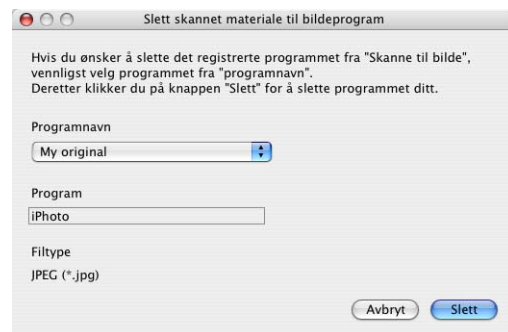 Slett skannet materiale til bildeprogram
Hvis du ønsker å slette det registrerte programmet fra "Skanne til bilde",
vennligst velg programmet fra "programnavn".
Deretter klikker du på knappen "Slett" for å slette programmet ditt.
Programnavn
My original
Program
iPhoto
Filtype
JPEG (*.jpg)
Avbryt Slett